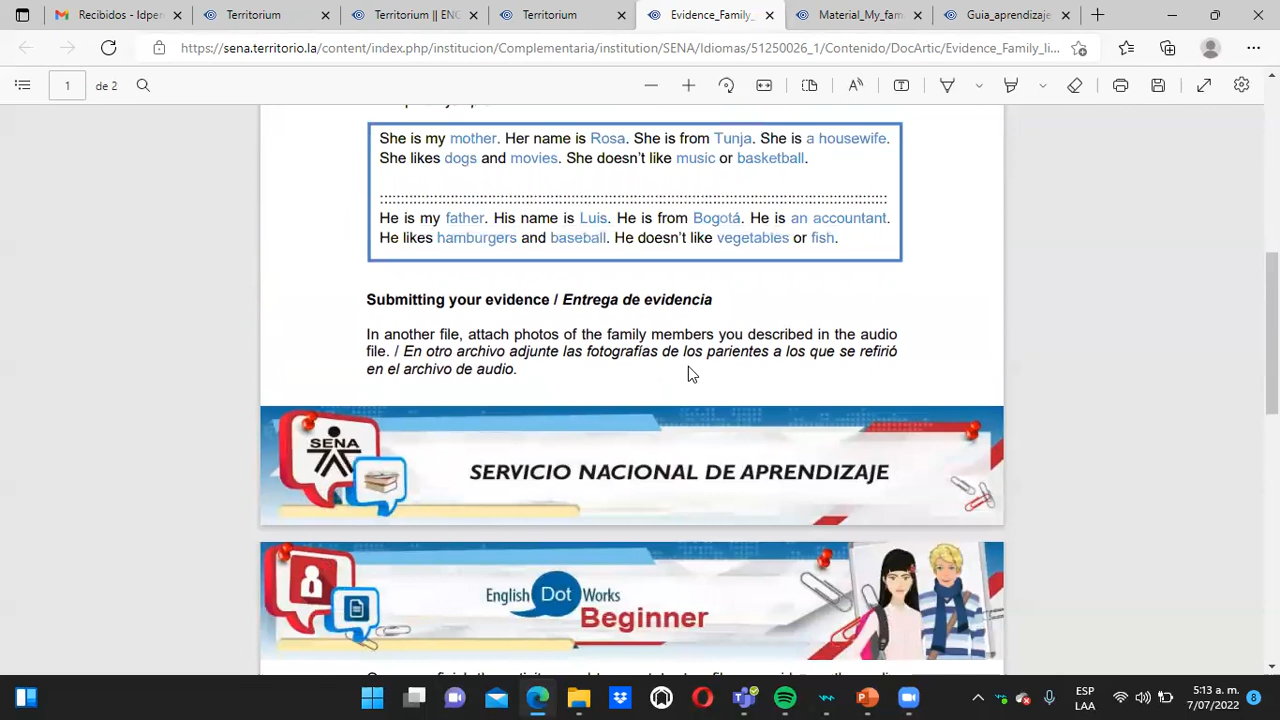 Recibidos - Idper
Territorium
Territorium || ENG
Territorium
Evidence_Family_
Material_My_fam
Guia_aprendizaje
https://sena.territorio.la/content/index.php/institucion/Complementaria/institution/SENA/Idiomas/51250026_1/Contenido/DocArtic/Evidence_Family_li...
1 de 2
She is my mother. Her name is Rosa. She is from Tunja. She is a housewife.
She likes dogs and movies. She doesn't like music or basketball.
He is my father. His name is Luis. He is from Bogotá. He is an accountant.
He likes hamburgers and baseball. He doesn't like vegetables or fish.
Submitting your evidence / Entrega de evidencia
In another file, attach photos of the family members you described in the audio
file. / En otro archivo adjunte las fotografías de los parientes a los que se refirió
en el archivo de audio.
SENA
SERVICIO NACIONAL DE APRENDIZAJE
English Dot Works
Beginner
ESP
LAA
5:13 a. m.
7/07/2022
8